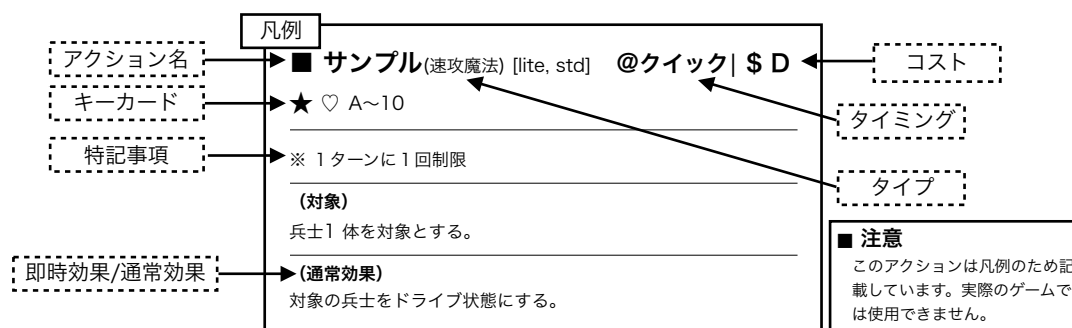 凡例
アクション名
■ サンプル(速攻魔法) [lite, std] @クイック| $ D
コスト
キーカード
★ ♡ A〜10
タイミング
特記事項
※ 1ターンに1回制限
タイプ
(対象)
兵士1 体を対象とする。
■ 注意
即時効果/通常効果
(通常効果)
このアクションは凡例のため記
載しています。実際のゲームで
は使用できません。
対象の兵士をドライブ状態にする。